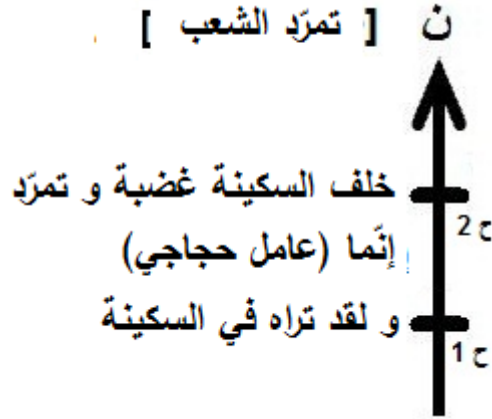 ن [ تمرّد الشعب ]
خلف السكينة غضبة و تمرّد
ح 2
إنّما (عامل حجاجي)
و لقد تراه في السكينة
ح 1